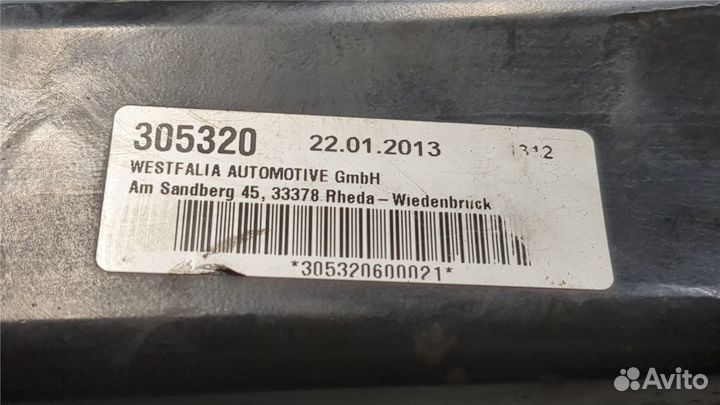 305320 22.01.2013 1312
WESTFALIA AUTOMOTIVE GmbH
Am Sandberg 45, 33378 Rheda – Wiedenbrück
*305320600021*
Avito